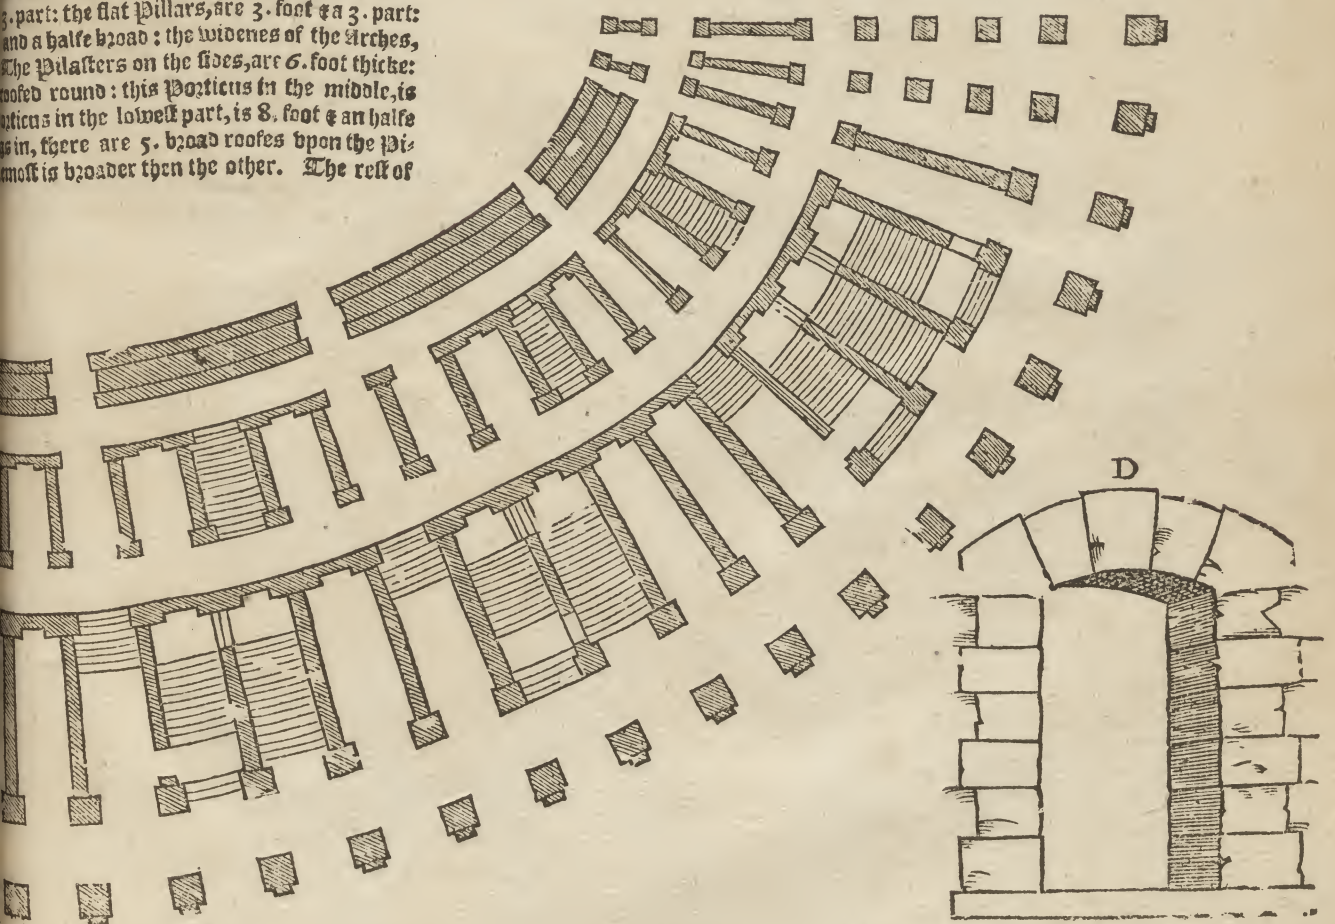 3. part: the flat Pillars, are 3. foot & a 3. part:
and a halfe broad: the widenes of the Arches,
The Pilasters on the sides, are 6. foot thicke:
roofed round: this Porticus in the middle, is
orticus in the lowest part, is 8. foot & an halfe
in, there are 5. broad roofes vpon the Pi-
rmost is broader then the other. The rest of
D